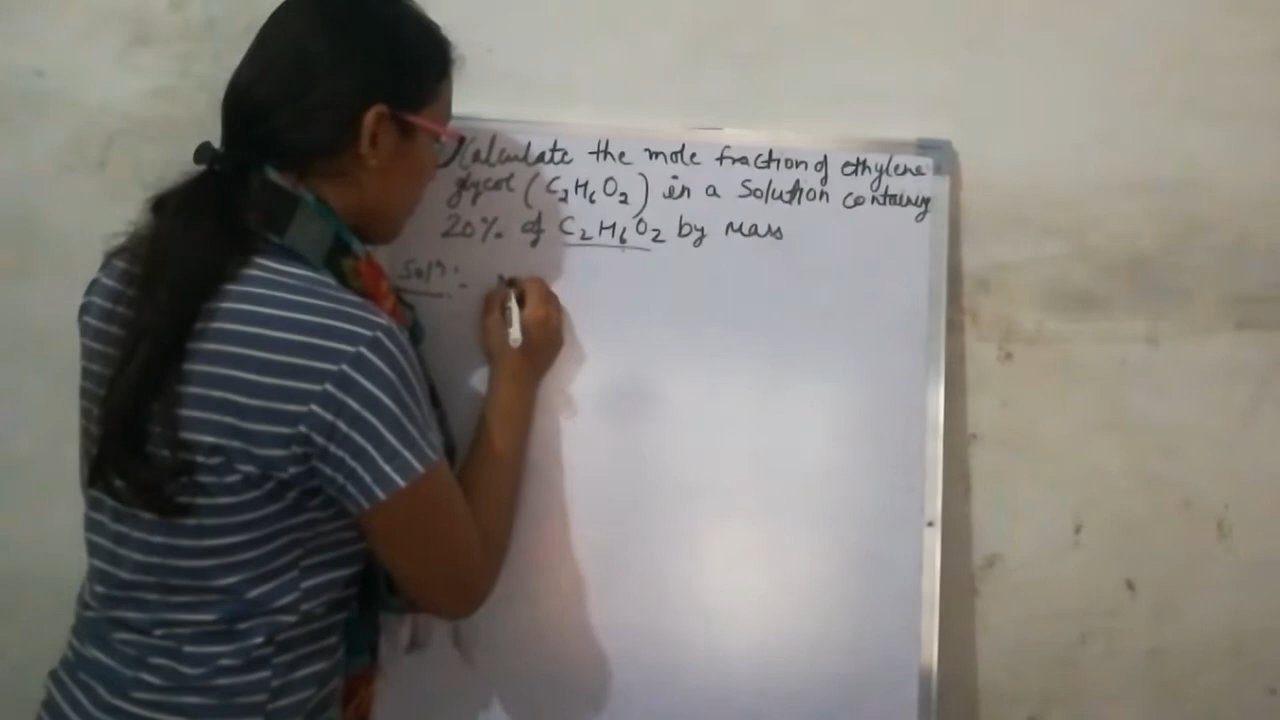 Calculate the mole fraction of ethylene
glycol (C₂H₆O₂) in a Solution containing
20% of C₂H₆O₂ by Mass
Solⁿ:-